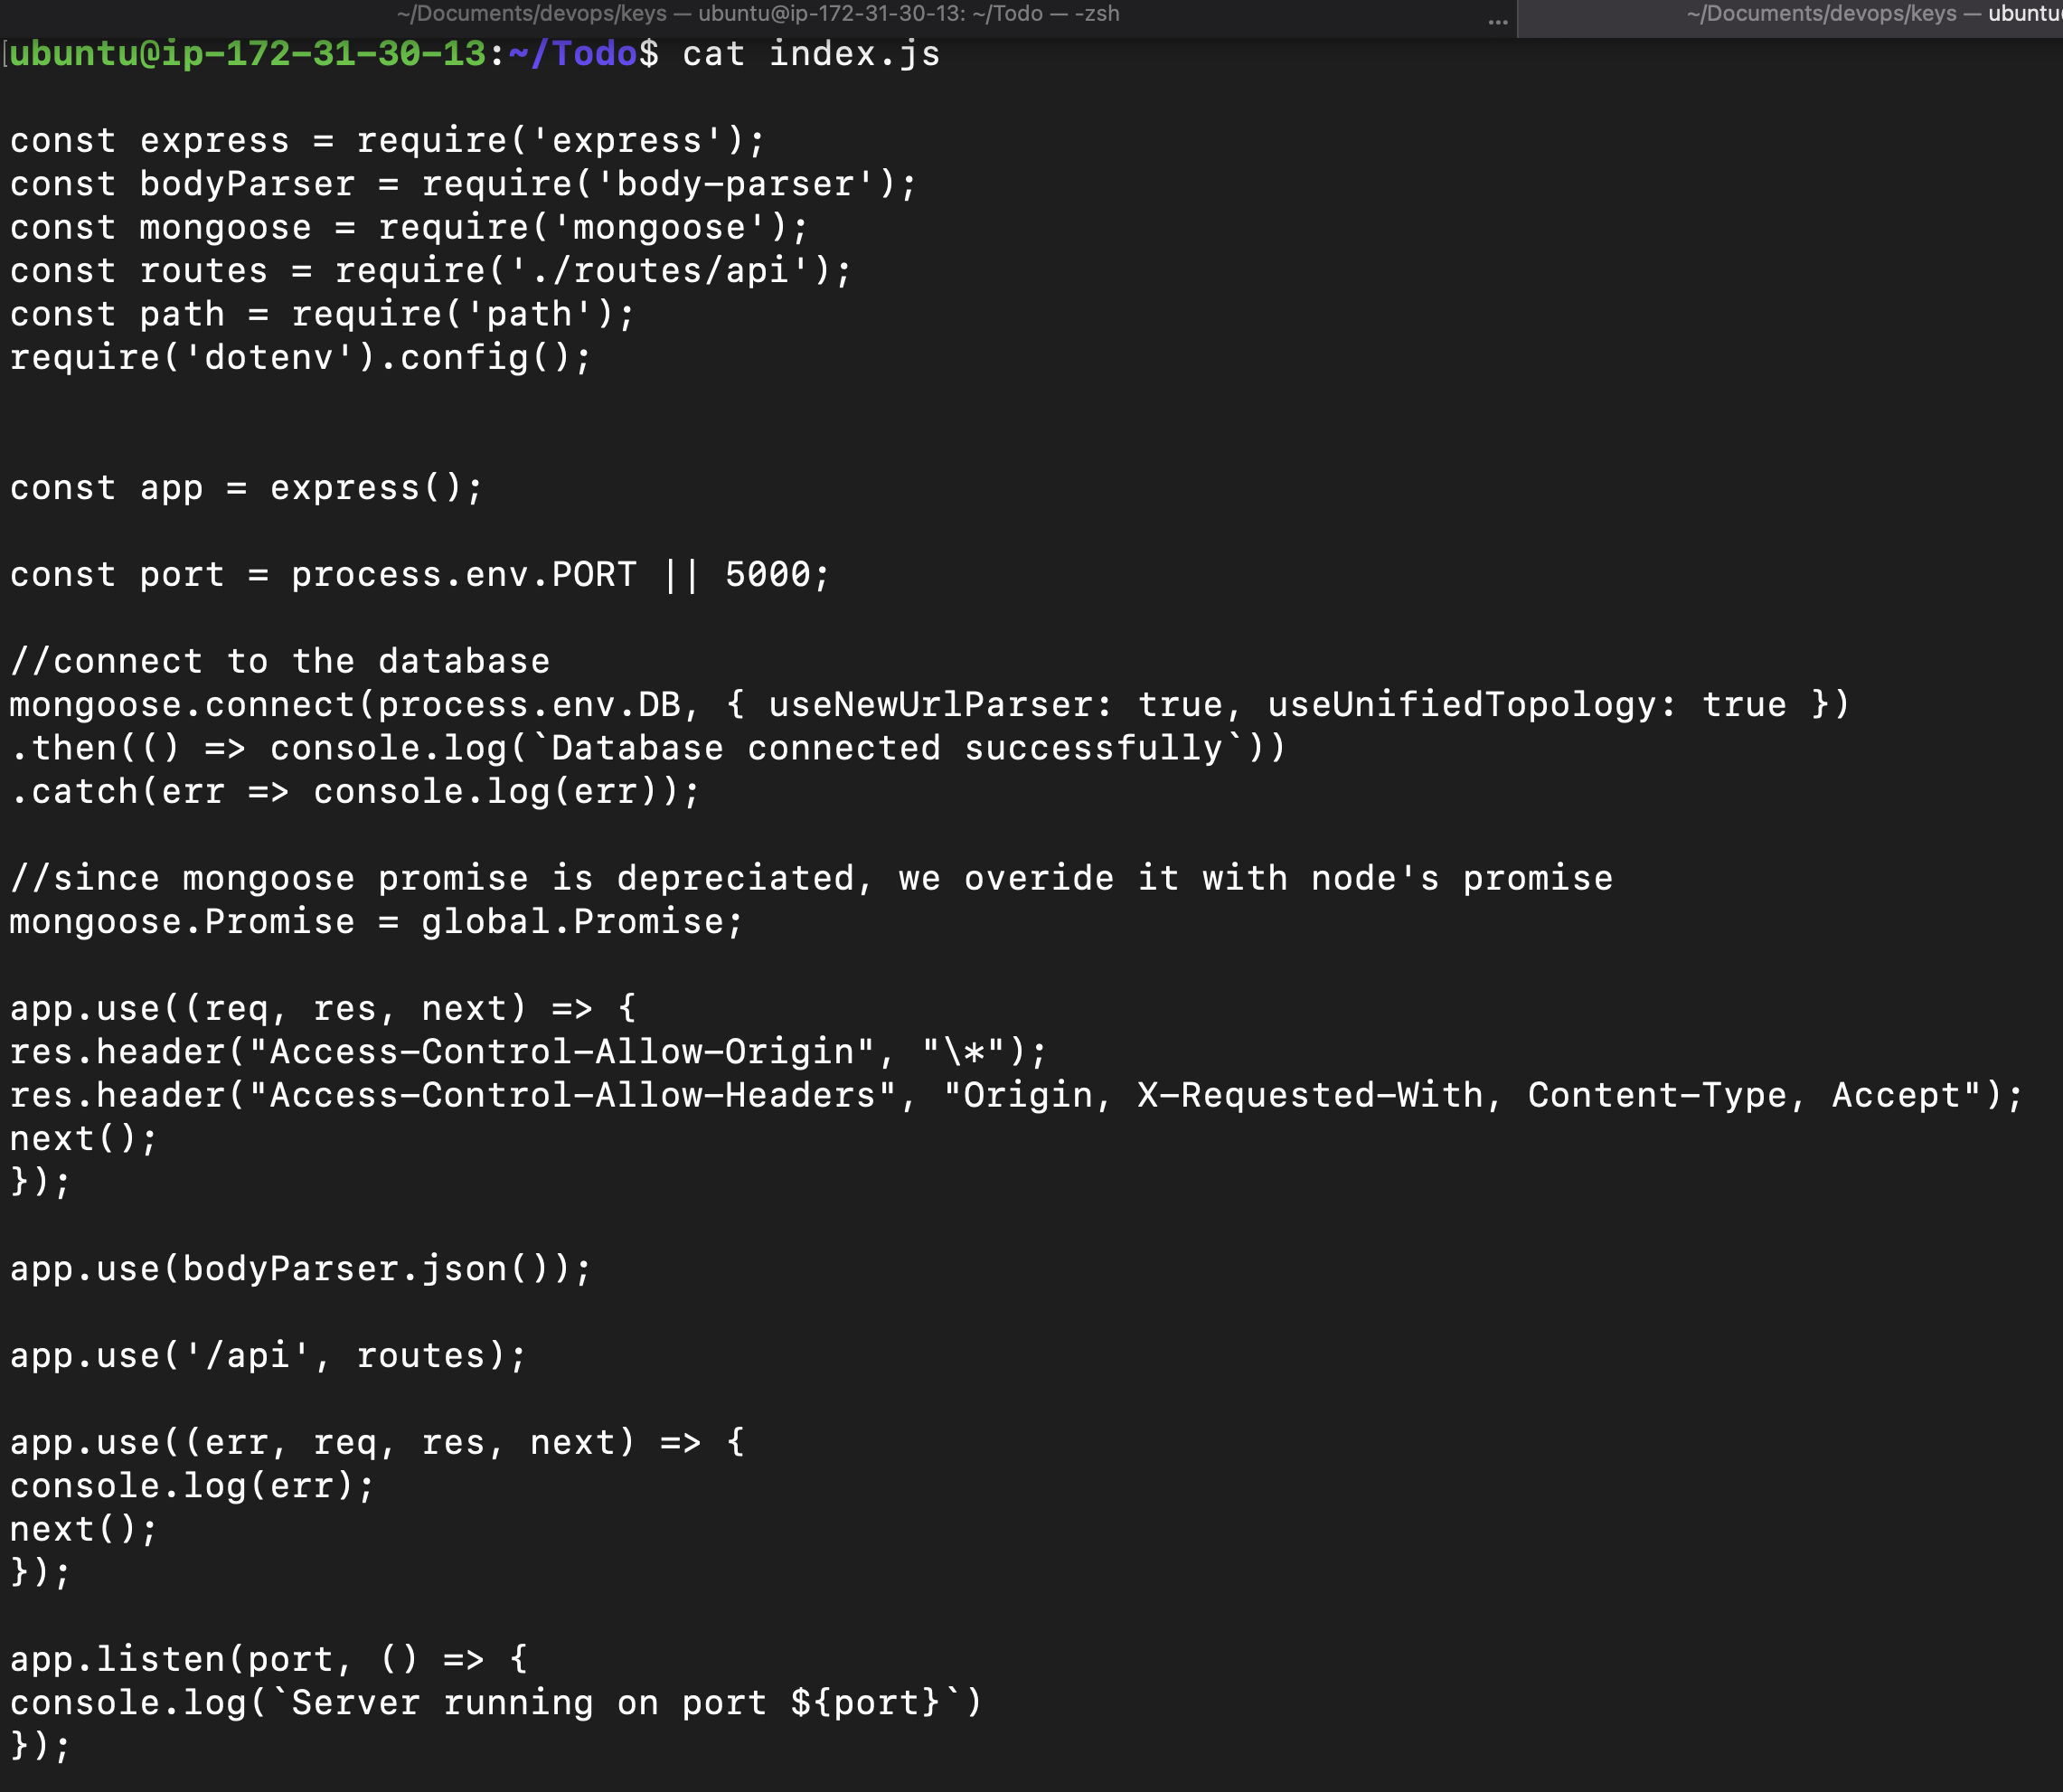 ~/Documents/devops/keys — ubuntu@ip-172-31-30-13: ~/Todo — -zsh ... ~/Documents/devops/keys — ubuntu
ubuntu@ip-172-31-30-13:~/Todo$ cat index.js
const express = require('express');
const bodyParser = require('body-parser');
const mongoose = require('mongoose');
const routes = require('./routes/api');
const path = require('path');
require('dotenv').config();
const app = express();
const port = process.env.PORT || 5000;
//connect to the database
mongoose.connect(process.env.DB, { useNewUrlParser: true, useUnifiedTopology: true })
.then(() => console.log(`Database connected successfully`))
.catch(err => console.log(err));
//since mongoose promise is depreciated, we overide it with node's promise
mongoose.Promise = global.Promise;
app.use((req, res, next) => {
res.header("Access-Control-Allow-Origin", "\*");
res.header("Access-Control-Allow-Headers", "Origin, X-Requested-With, Content-Type, Accept");
next();
});
app.use(bodyParser.json());
app.use('/api', routes);
app.use((err, req, res, next) => {
console.log(err);
next();
});
app.listen(port, () => {
console.log(`Server running on port ${port}`)
});